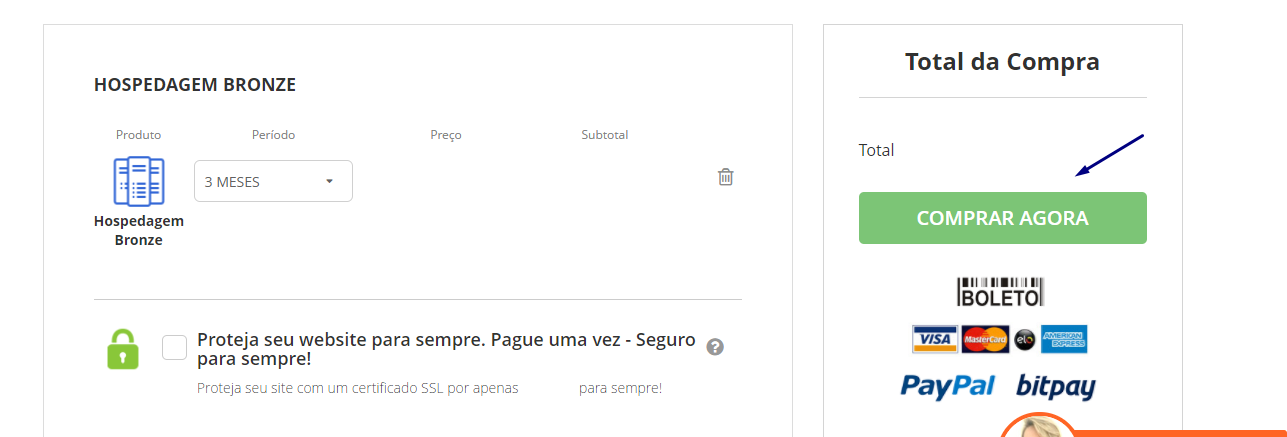 HOSPEDAGEM BRONZE
Produto Período Preço Subtotal
3 MESES
Hospedagem
Bronze
Proteja seu website para sempre. Pague uma vez - Seguro
para sempre!
?
Proteja seu site com um certificado SSL por apenas para sempre!
Total da Compra
Total
COMPRAR AGORA
BOLETO
VISA MasterCard elo AMERICAN EXPRESS
PayPal bitpay